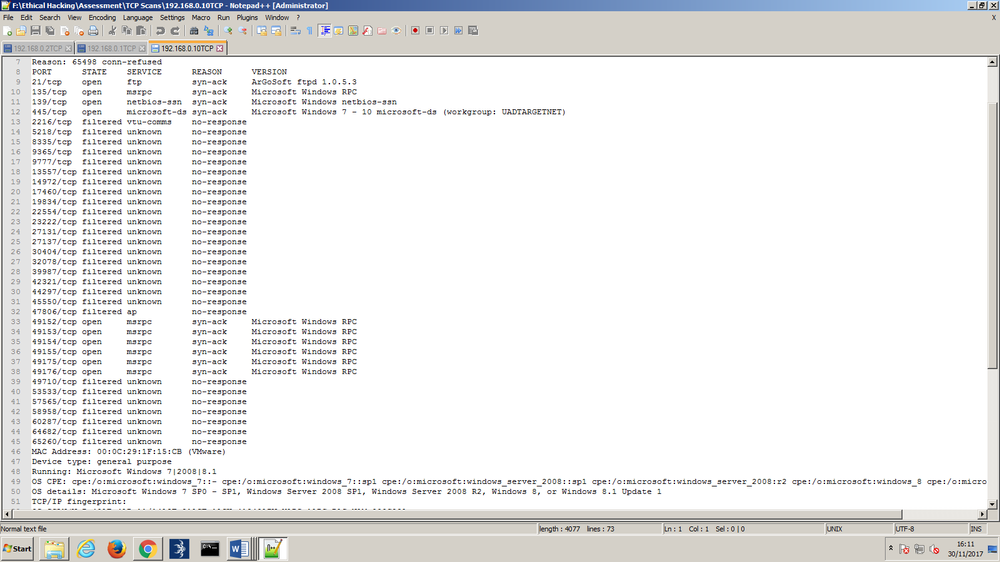 F:\Ethical Hacking\Assessment\TCP Scans\192.168.0.10TCP - Notepad++ [Administrator]
File Edit Search View Encoding Language Settings Macro Run Plugins Window ? X
192.168.0.2TCP 192.168.0.1TCP 192.168.0.10TCP
7 Reason: 65498 conn-refused
8 PORT STATE SERVICE REASON VERSION
9 21/tcp open ftp syn-ack ArGoSoft ftpd 1.0.5.3
10 135/tcp open msrpc syn-ack Microsoft Windows RPC
11 139/tcp open netbios-ssn syn-ack Microsoft Windows netbios-ssn
12 445/tcp open microsoft-ds syn-ack Microsoft Windows 7 - 10 microsoft-ds (workgroup: UADTARGETNET)
13 2216/tcp filtered vtu-comms no-response
14 5218/tcp filtered unknown no-response
15 8335/tcp filtered unknown no-response
16 9365/tcp filtered unknown no-response
17 9777/tcp filtered unknown no-response
18 13557/tcp filtered unknown no-response
19 14972/tcp filtered unknown no-response
20 17460/tcp filtered unknown no-response
21 19834/tcp filtered unknown no-response
22 22554/tcp filtered unknown no-response
23 23222/tcp filtered unknown no-response
24 27131/tcp filtered unknown no-response
25 27137/tcp filtered unknown no-response
26 30404/tcp filtered unknown no-response
27 32078/tcp filtered unknown no-response
28 39987/tcp filtered unknown no-response
29 42321/tcp filtered unknown no-response
30 44297/tcp filtered unknown no-response
31 45550/tcp filtered unknown no-response
32 47806/tcp filtered ap no-response
33 49152/tcp open msrpc syn-ack Microsoft Windows RPC
34 49153/tcp open msrpc syn-ack Microsoft Windows RPC
35 49154/tcp open msrpc syn-ack Microsoft Windows RPC
36 49155/tcp open msrpc syn-ack Microsoft Windows RPC
37 49175/tcp open msrpc syn-ack Microsoft Windows RPC
38 49176/tcp open msrpc syn-ack Microsoft Windows RPC
39 49710/tcp filtered unknown no-response
40 53533/tcp filtered unknown no-response
41 57565/tcp filtered unknown no-response
42 58958/tcp filtered unknown no-response
43 60287/tcp filtered unknown no-response
44 64682/tcp filtered unknown no-response
45 65260/tcp filtered unknown no-response
46 MAC Address: 00:0C:29:1F:15:CB (VMware)
47 Device type: general purpose
48 Running: Microsoft Windows 7|2008|8.1
49 OS CPE: cpe:/o:microsoft:windows_7::- cpe:/o:microsoft:windows_7::sp1 cpe:/o:microsoft:windows_server_2008::sp1 cpe:/o:microsoft:windows_server_2008:r2 cpe:/o:microsoft:windows_8 cpe:/o:micro
50 OS details: Microsoft Windows 7 SP0 - SP1, Windows Server 2008 SP1, Windows Server 2008 R2, Windows 8, or Windows 8.1 Update 1
51 TCP/IP fingerprint:
Normal text file length : 4077 lines : 73 Ln : 1 Col : 1 Sel : 0 | 0 UNIX UTF-8 INS
Start
16:11
30/11/2017